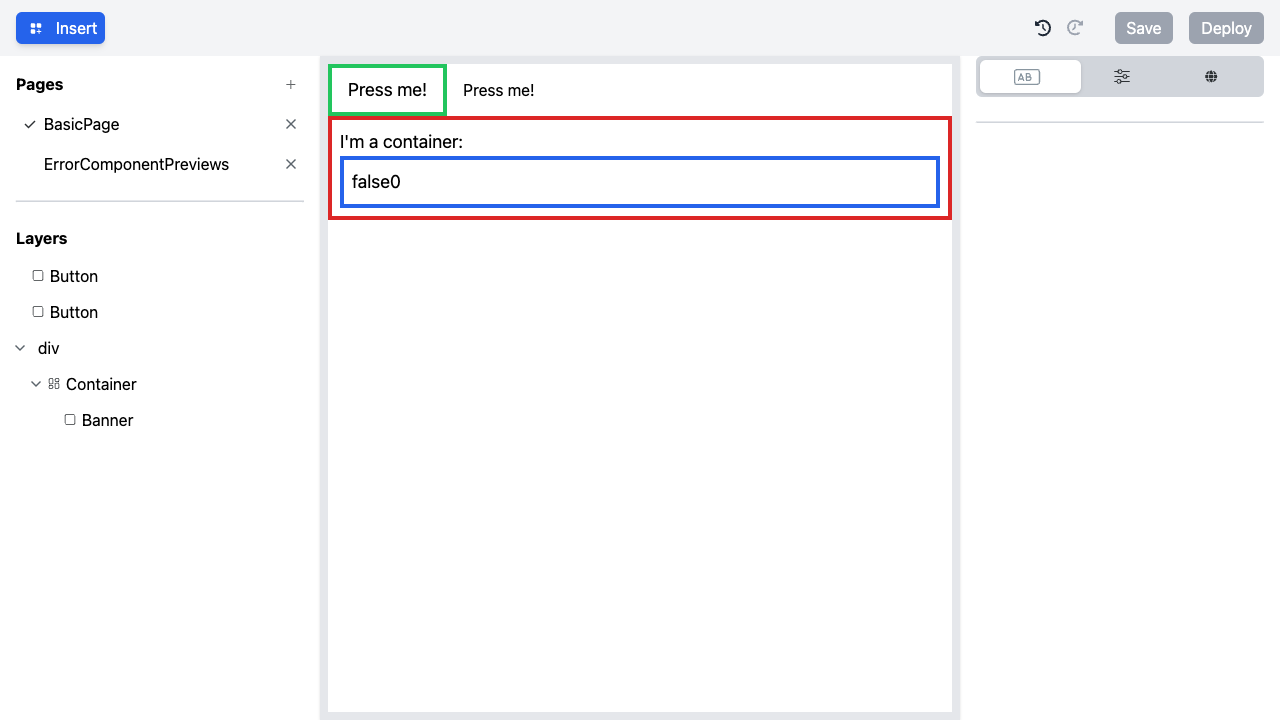 Insert
Save
Deploy
Pages
BasicPage
ErrorComponentPreviews
Layers
Button
Button
div
Container
Banner
Press me!
Press me!
I'm a container:
false0
AB